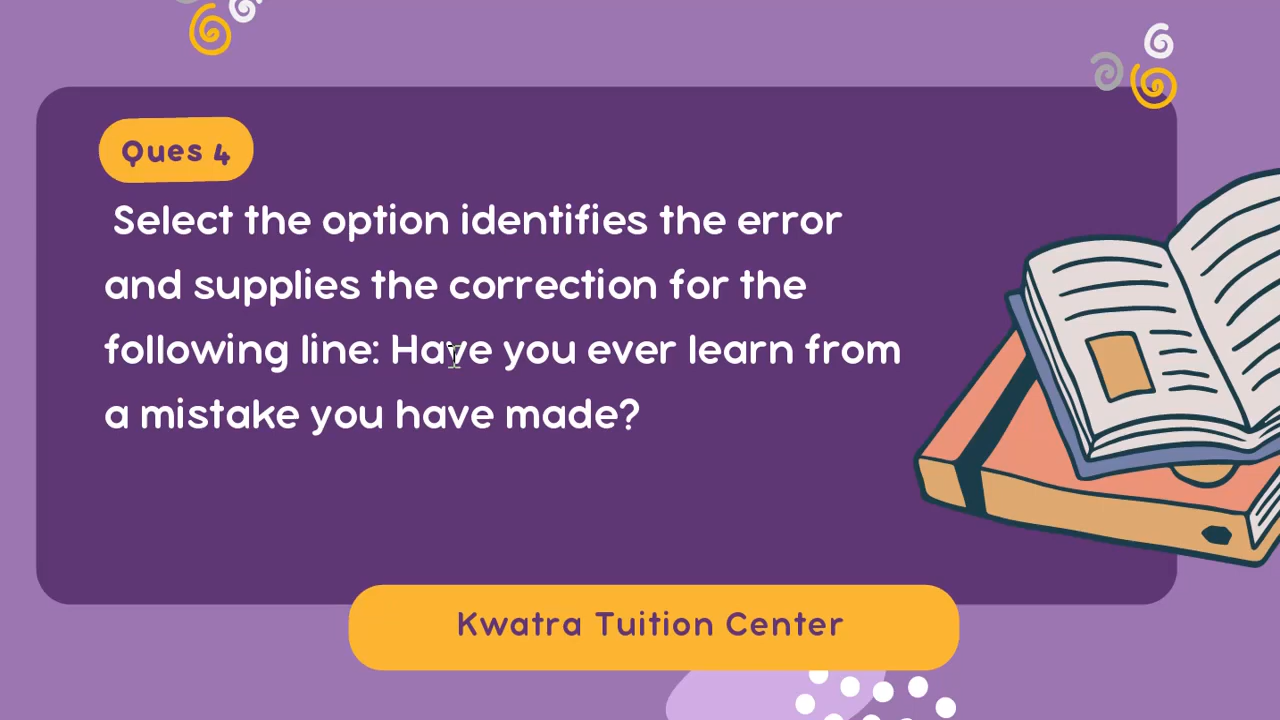 Ques 4
Select the option identifies the error
and supplies the correction for the
following line: Have you ever learn from
a mistake you have made?
Kwatra Tuition Center